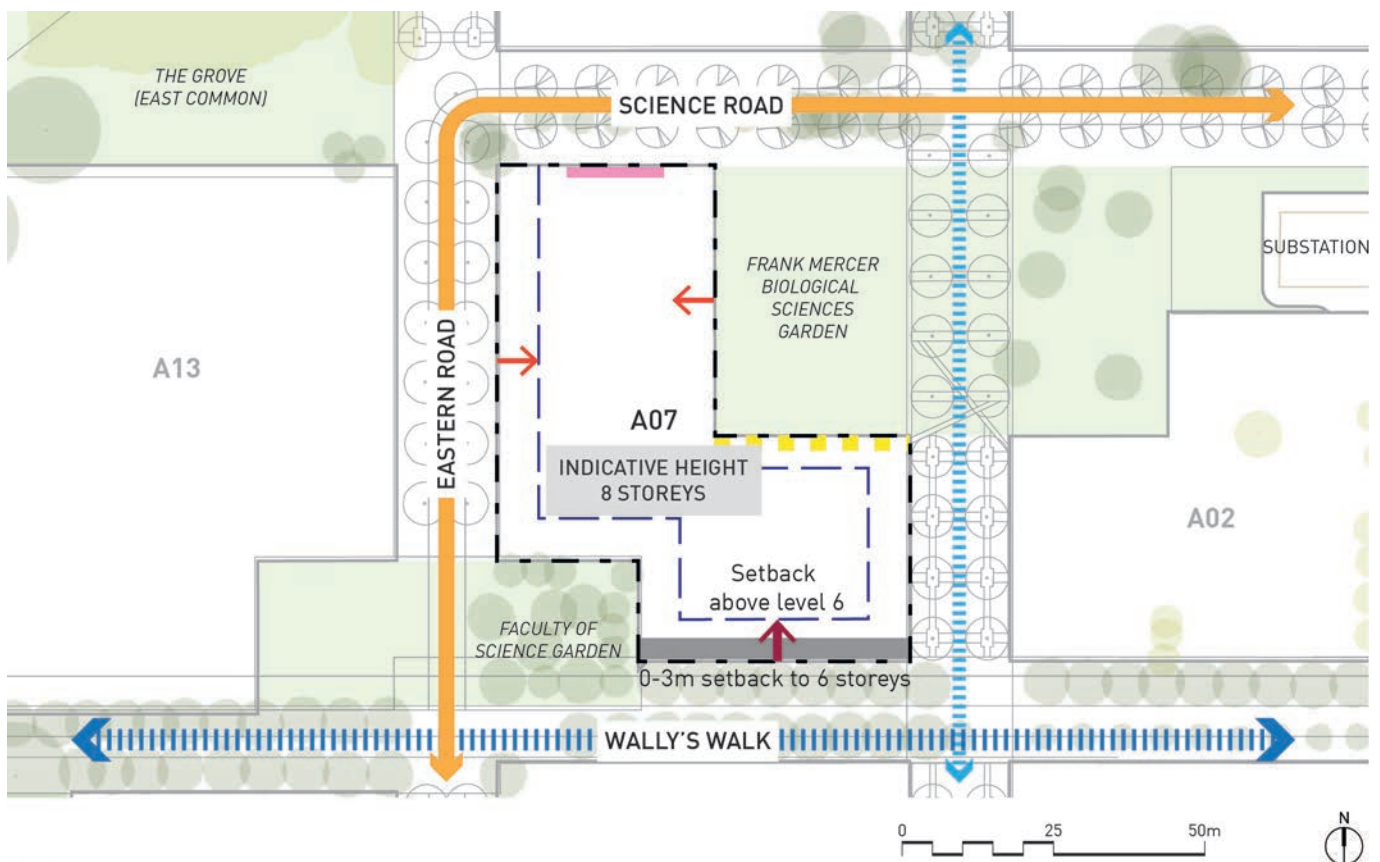 THE GROVE
(EAST COMMON)
SCIENCE ROAD
SUBSTATION
FRANK MERCER
BIOLOGICAL
SCIENCES
GARDEN
A13
EASTERN ROAD
A07
INDICATIVE HEIGHT
8 STOREYS
A02
Setback
above level 6
FACULTY OF
SCIENCE GARDEN
0-3m setback to 6 storeys
WALLY'S WALK
0
25
50m
N